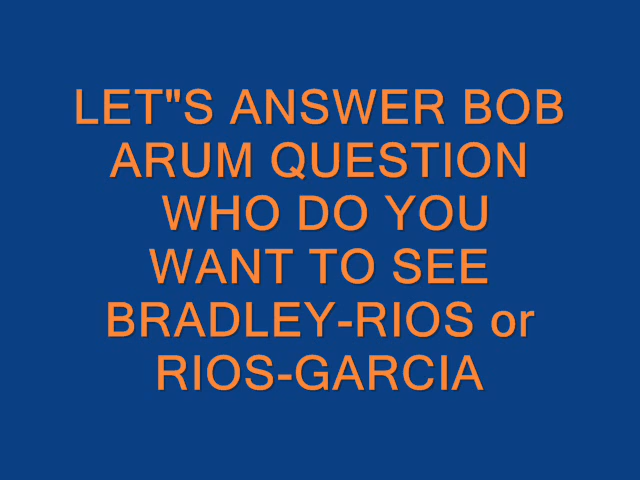 LET"S ANSWER BOB
ARUM QUESTION
WHO DO YOU
WANT TO SEE
BRADLEY-RIOS or
RIOS-GARCIA